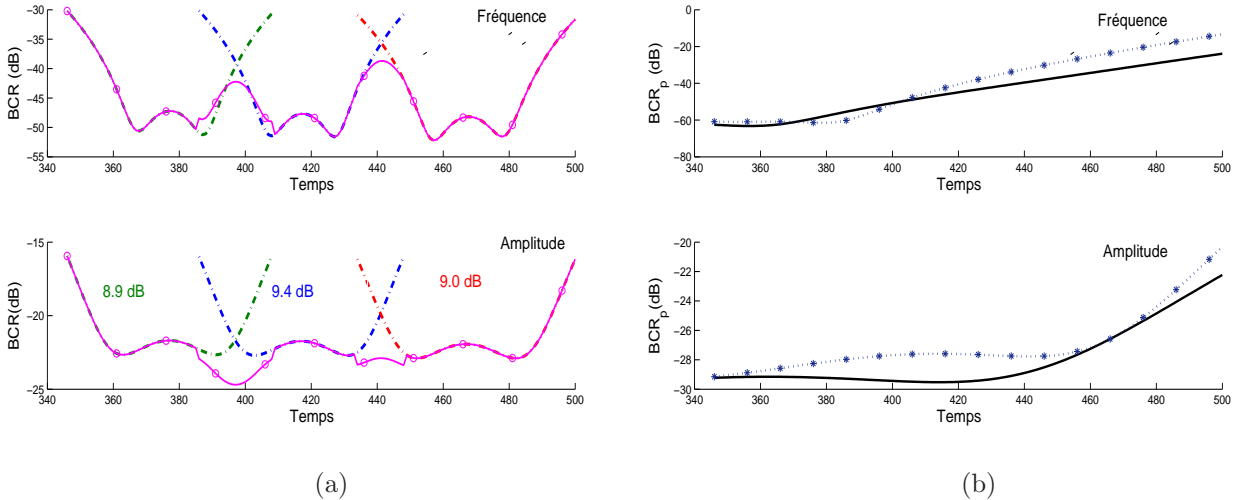 Fréquence
BCR (dB)
−30
−35
−40
−45
−50
−55
340 360 380 400 420 440 460 480 500
Temps
Amplitude
BCR(dB)
−15
−20
−25
8.9 dB 9.4 dB 9.0 dB
340 360 380 400 420 440 460 480 500
Temps
(a)
Fréquence
BCRp (dB)
0
−20
−40
−60
−80
340 360 380 400 420 440 460 480 500
Temps
Amplitude
BCRp(dB)
−20
−22
−24
−26
−28
−30
340 360 380 400 420 440 460 480 500
Temps
(b)